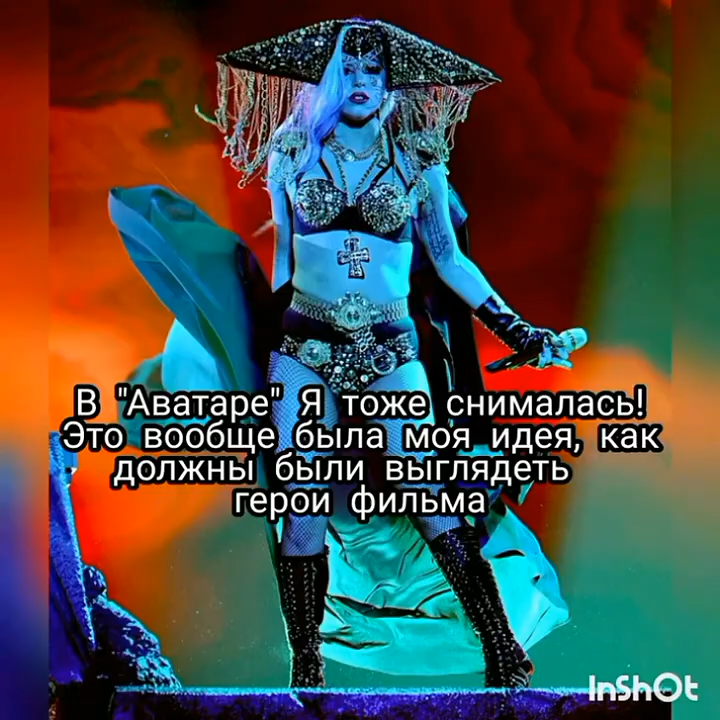 В "Аватаре" Я тоже снималась!
Это вообще была моя идея, как
должны были выглядеть
герои фильма
InShOt